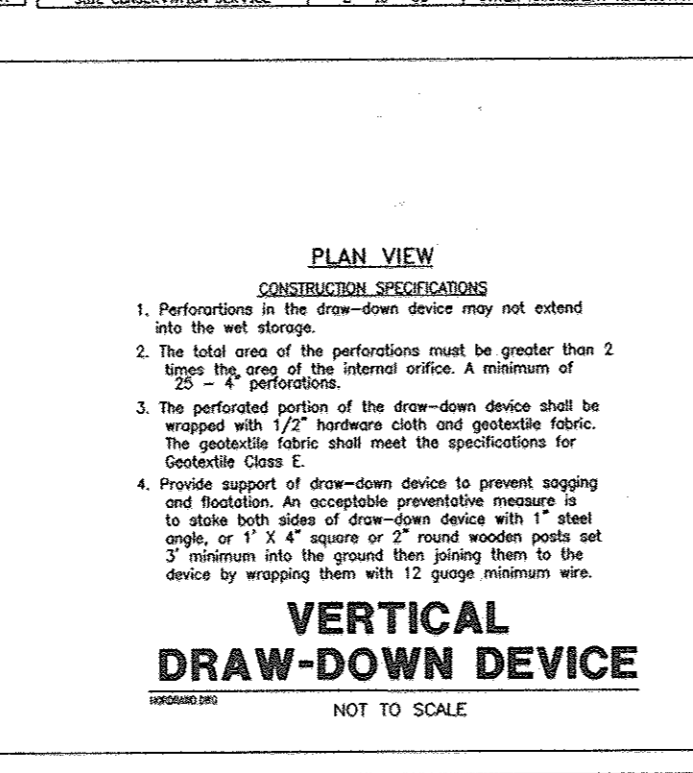 SOIL CONSERVATION SERVICE
PLAN VIEW
CONSTRUCTION SPECIFICATIONS
1. Perforartions in the draw-down device may not extend
into the wet storage.
2. The total area of the perforations must be greater than 2
times the area of the internal orifice. A minimum of
25 - 4" perforations.
3. The perforated portion of the draw-down device shall be
wrapped with 1/2" hardware cloth and geotextile fabric.
The geotextile fabric shall meet the specifications for
Geotextile Class E.
4. Provide support of draw-down device to prevent sagging
and floatation. An acceptable preventative measure is
to stake both sides of draw-down device with 1" steel
angle, or 1' X 4" square or 2" round wooden posts set
3' minimum into the ground then joining them to the
device by wrapping them with 12 guage minimum wire.
VERTICAL
DRAW-DOWN DEVICE
NOT TO SCALE